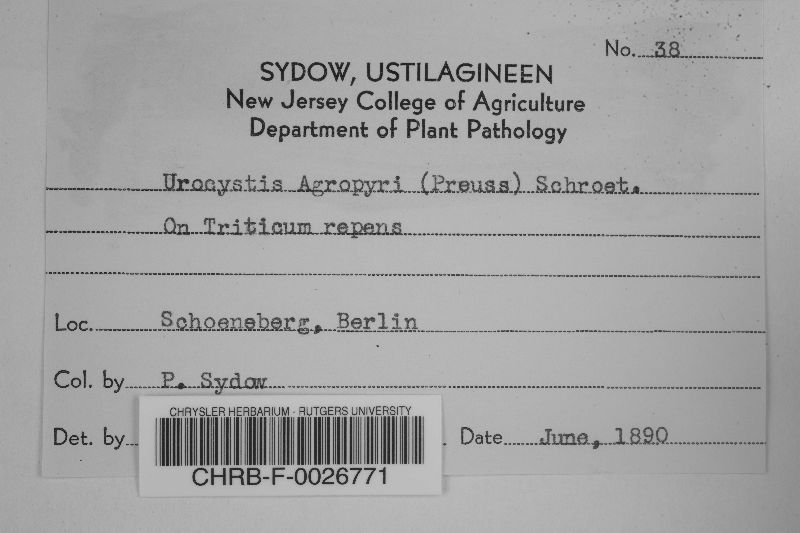 No. 38
SYDOW, USTILAGINEEN
New Jersey College of Agriculture
Department of Plant Pathology
Urocystis Agropyri (Preuss) Schroet.
On Triticum repens
Loc. Schoeneberg, Berlin
Col. by P. Sydow
Det. by Date June, 1890
CHRYSLER HERBARIUM - RUTGERS UNIVERSITY
CHRB-F-0026771